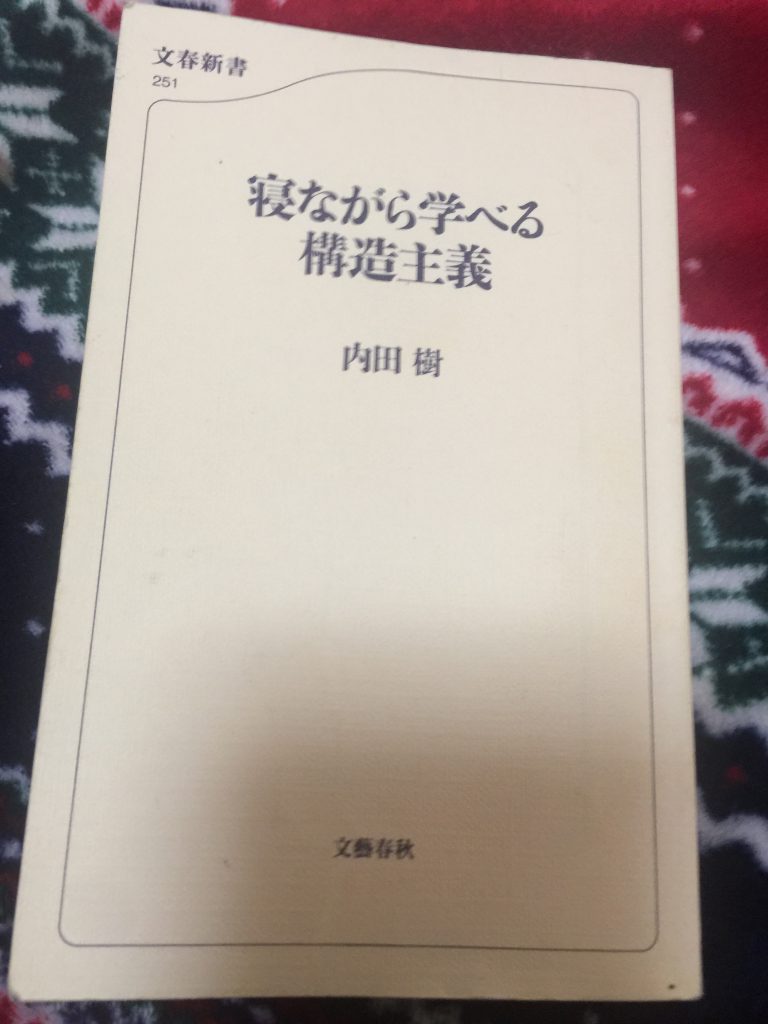 文春新書
251
寝ながら学べる
構造主義
内田 樹
文藝春秋